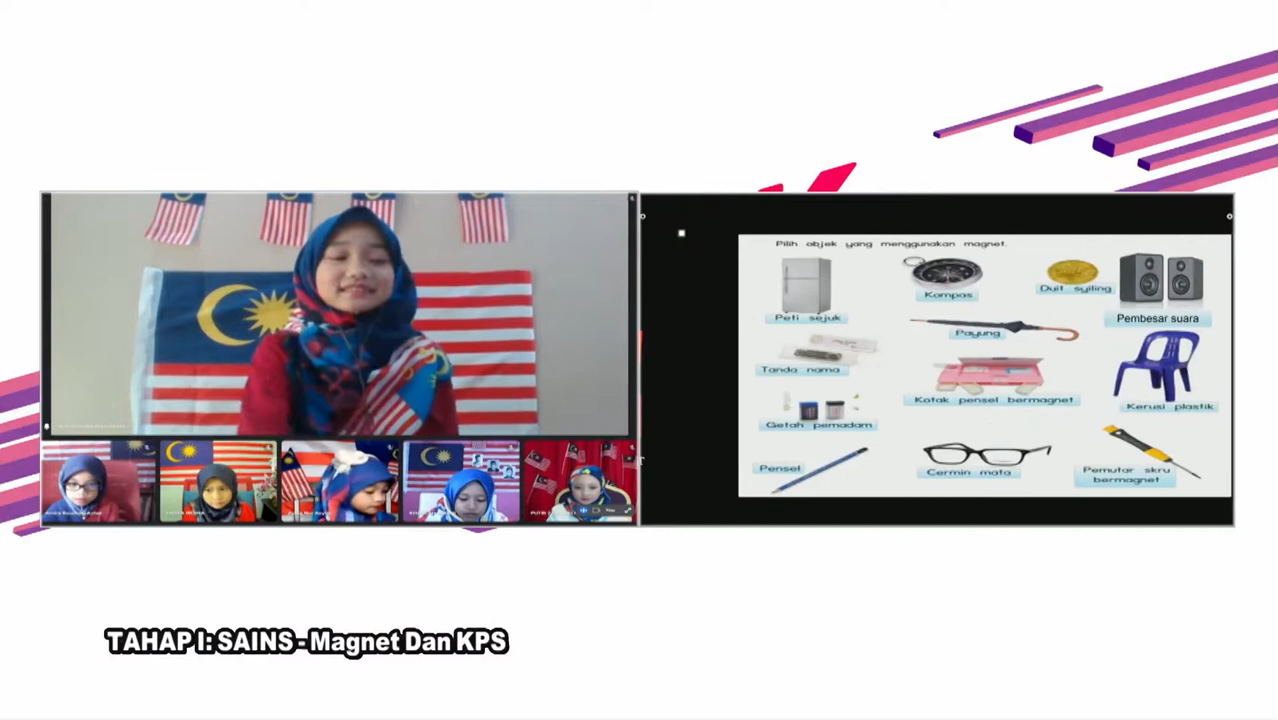 Pilih objek yang menggunakan magnet.
Peti sejuk
Kompas
Duit syiling
Pembesar suara
Payung
Tanda nama
Kotak pensel bermagnet
Kerusi plastik
Getah pemadam
Pensel
Cermin mata
Pemutar skru
bermagnet
TAHAP I: SAINS - Magnet Dan KPS